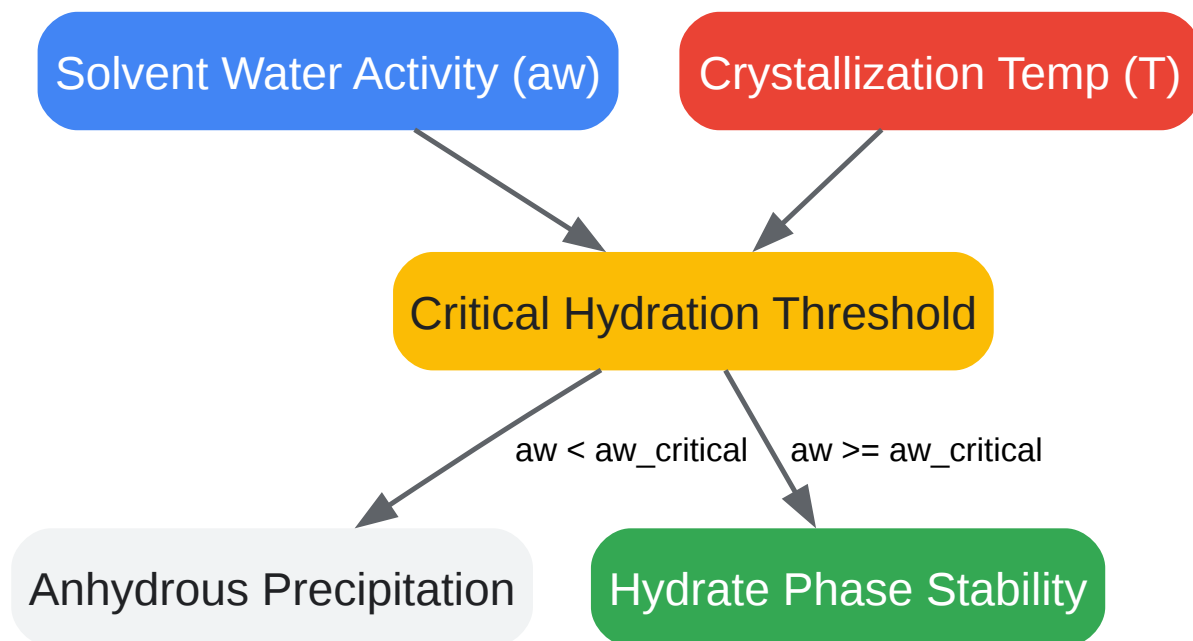 Solvent Water Activity (aw)
Crystallization Temp (T)
Critical Hydration Threshold
aw < aw_critical
aw >= aw_critical
Anhydrous Precipitation
Hydrate Phase Stability